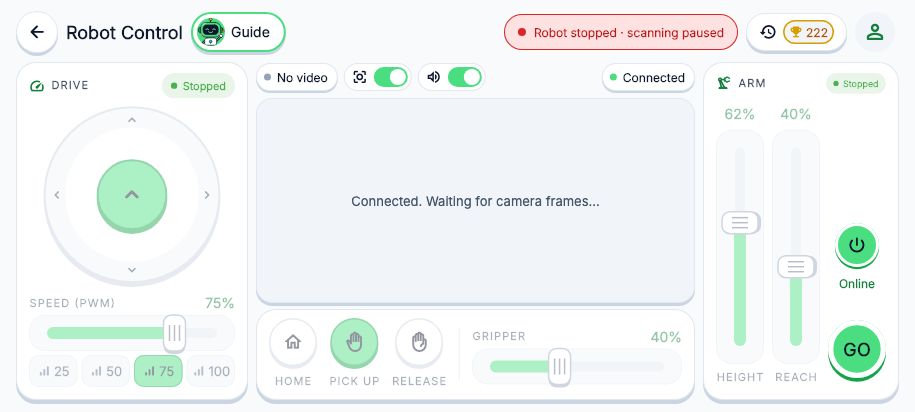 Robot Control
Guide
Robot stopped · scanning paused
222
DRIVE
Stopped
No video
Connected
ARM
Stopped
62%
40%
Connected. Waiting for camera frames...
Online
SPEED (PWM)
75%
25
50
75
100
HOME
PICK UP
RELEASE
GRIPPER
40%
HEIGHT
REACH
GO